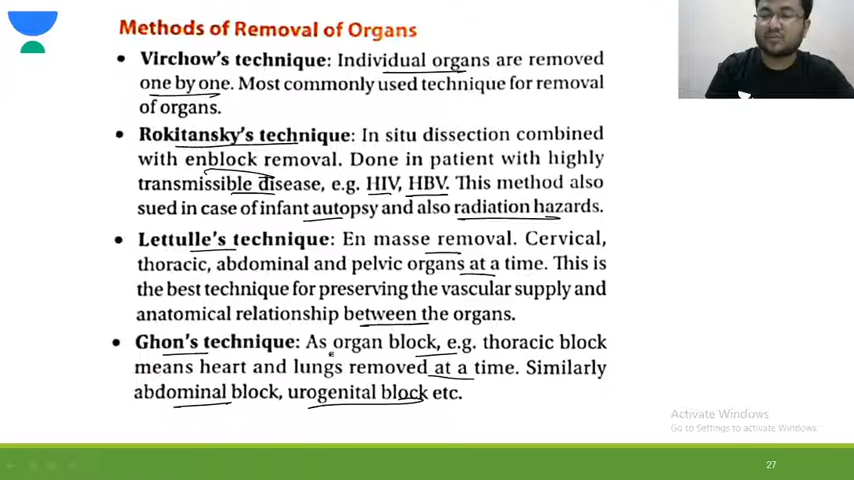 Methods of Removal of Organs
• Virchow's technique: Individual organs are removed
one by one. Most commonly used technique for removal
of organs.
• Rokitansky's technique: In situ dissection combined
with enblock removal. Done in patient with highly
transmissible disease, e.g. HIV, HBV. This method also
sued in case of infant autopsy and also radiation hazards.
• Lettulle's technique: En masse removal. Cervical,
thoracic, abdominal and pelvic organs at a time. This is
the best technique for preserving the vascular supply and
anatomical relationship between the organs.
• Ghon's technique: As organ block, e.g. thoracic block
means heart and lungs removed at a time. Similarly
abdominal block, urogenital block etc.
Activate Windows
Go to Settings to activate Windows.
27